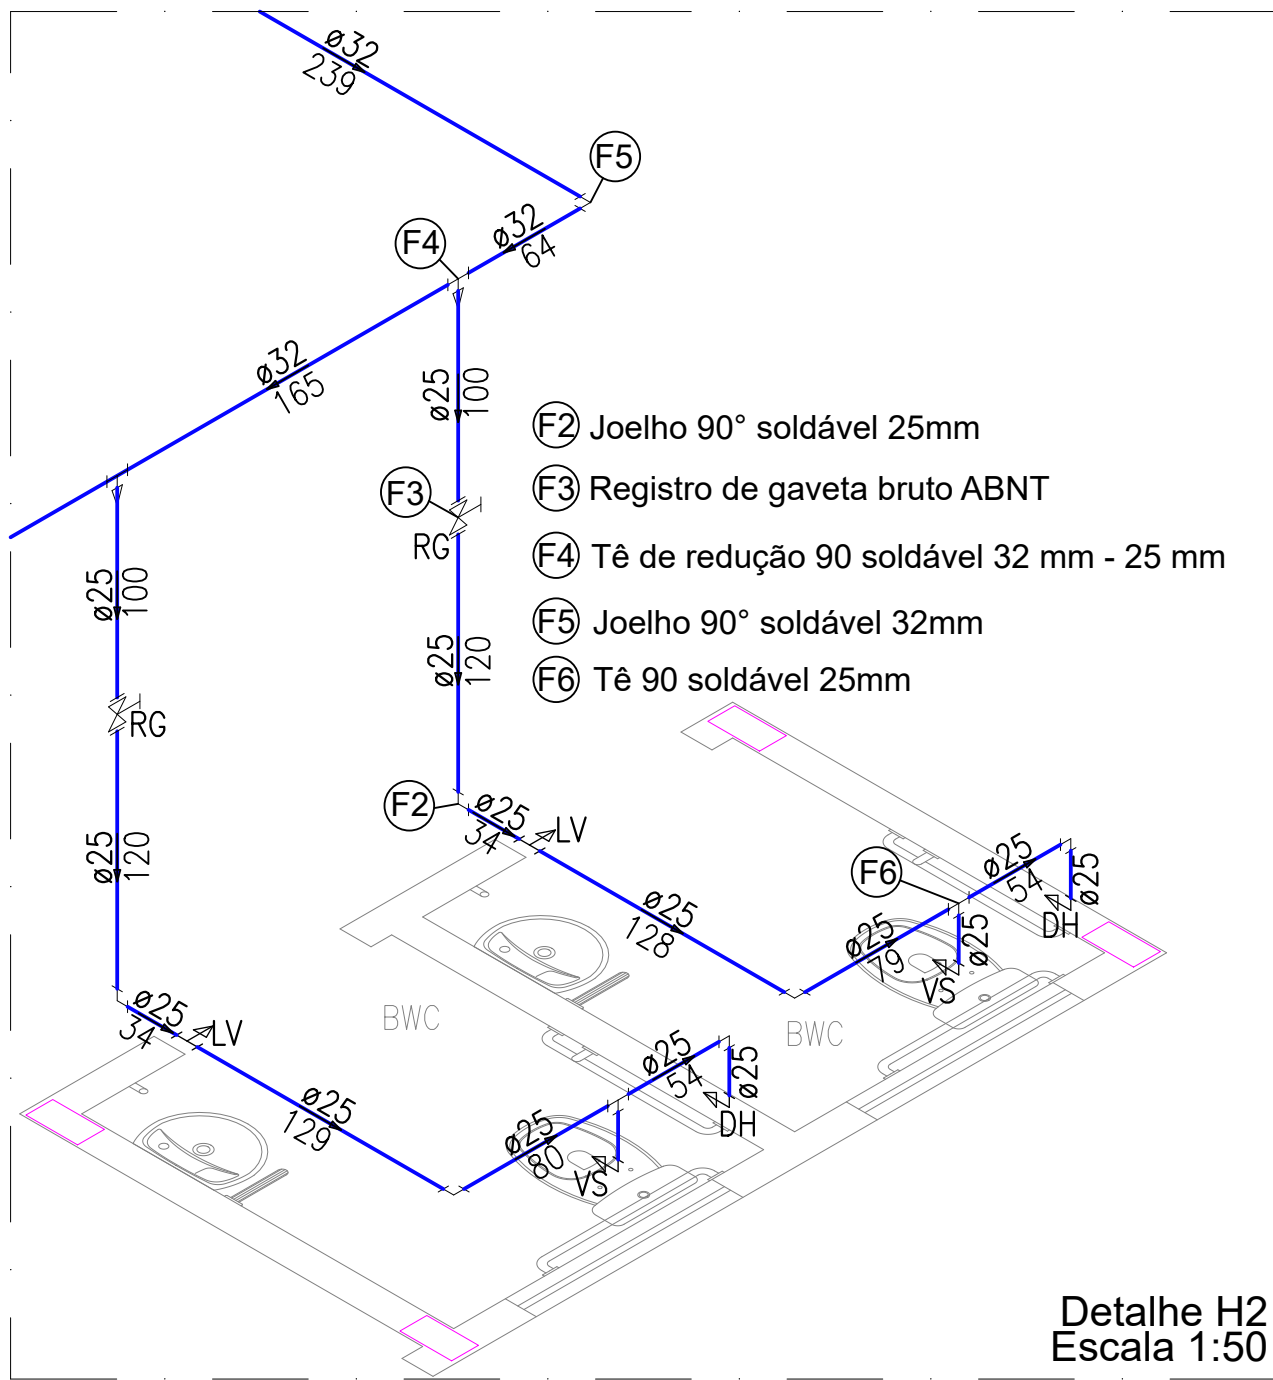 ø32
239
F5
ø32
64
F4
ø32
165
ø25
100
F2 Joelho 90° soldável 25mm
F3 Registro de gaveta bruto ABNT
F3
RG
F4 Tê de redução 90 soldável 32 mm - 25 mm
ø25
100
F5 Joelho 90° soldável 32mm
ø25
120
F6 Tê 90 soldável 25mm
RG
F2
ø25
34
LV
ø25
120
F6
ø25
54
ø25
DH
ø25
128
ø25
79
ø25
VS
BWC
BWC
ø25
34
LV
ø25
54
ø25
DH
ø25
129
ø25
80
VS
Detalhe H2
Escala 1:50